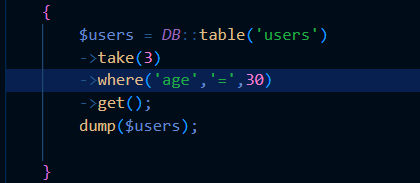 {
$users = DB::table('users')
->take(3)
->where('age','=',30)
->get();
dump($users);
}